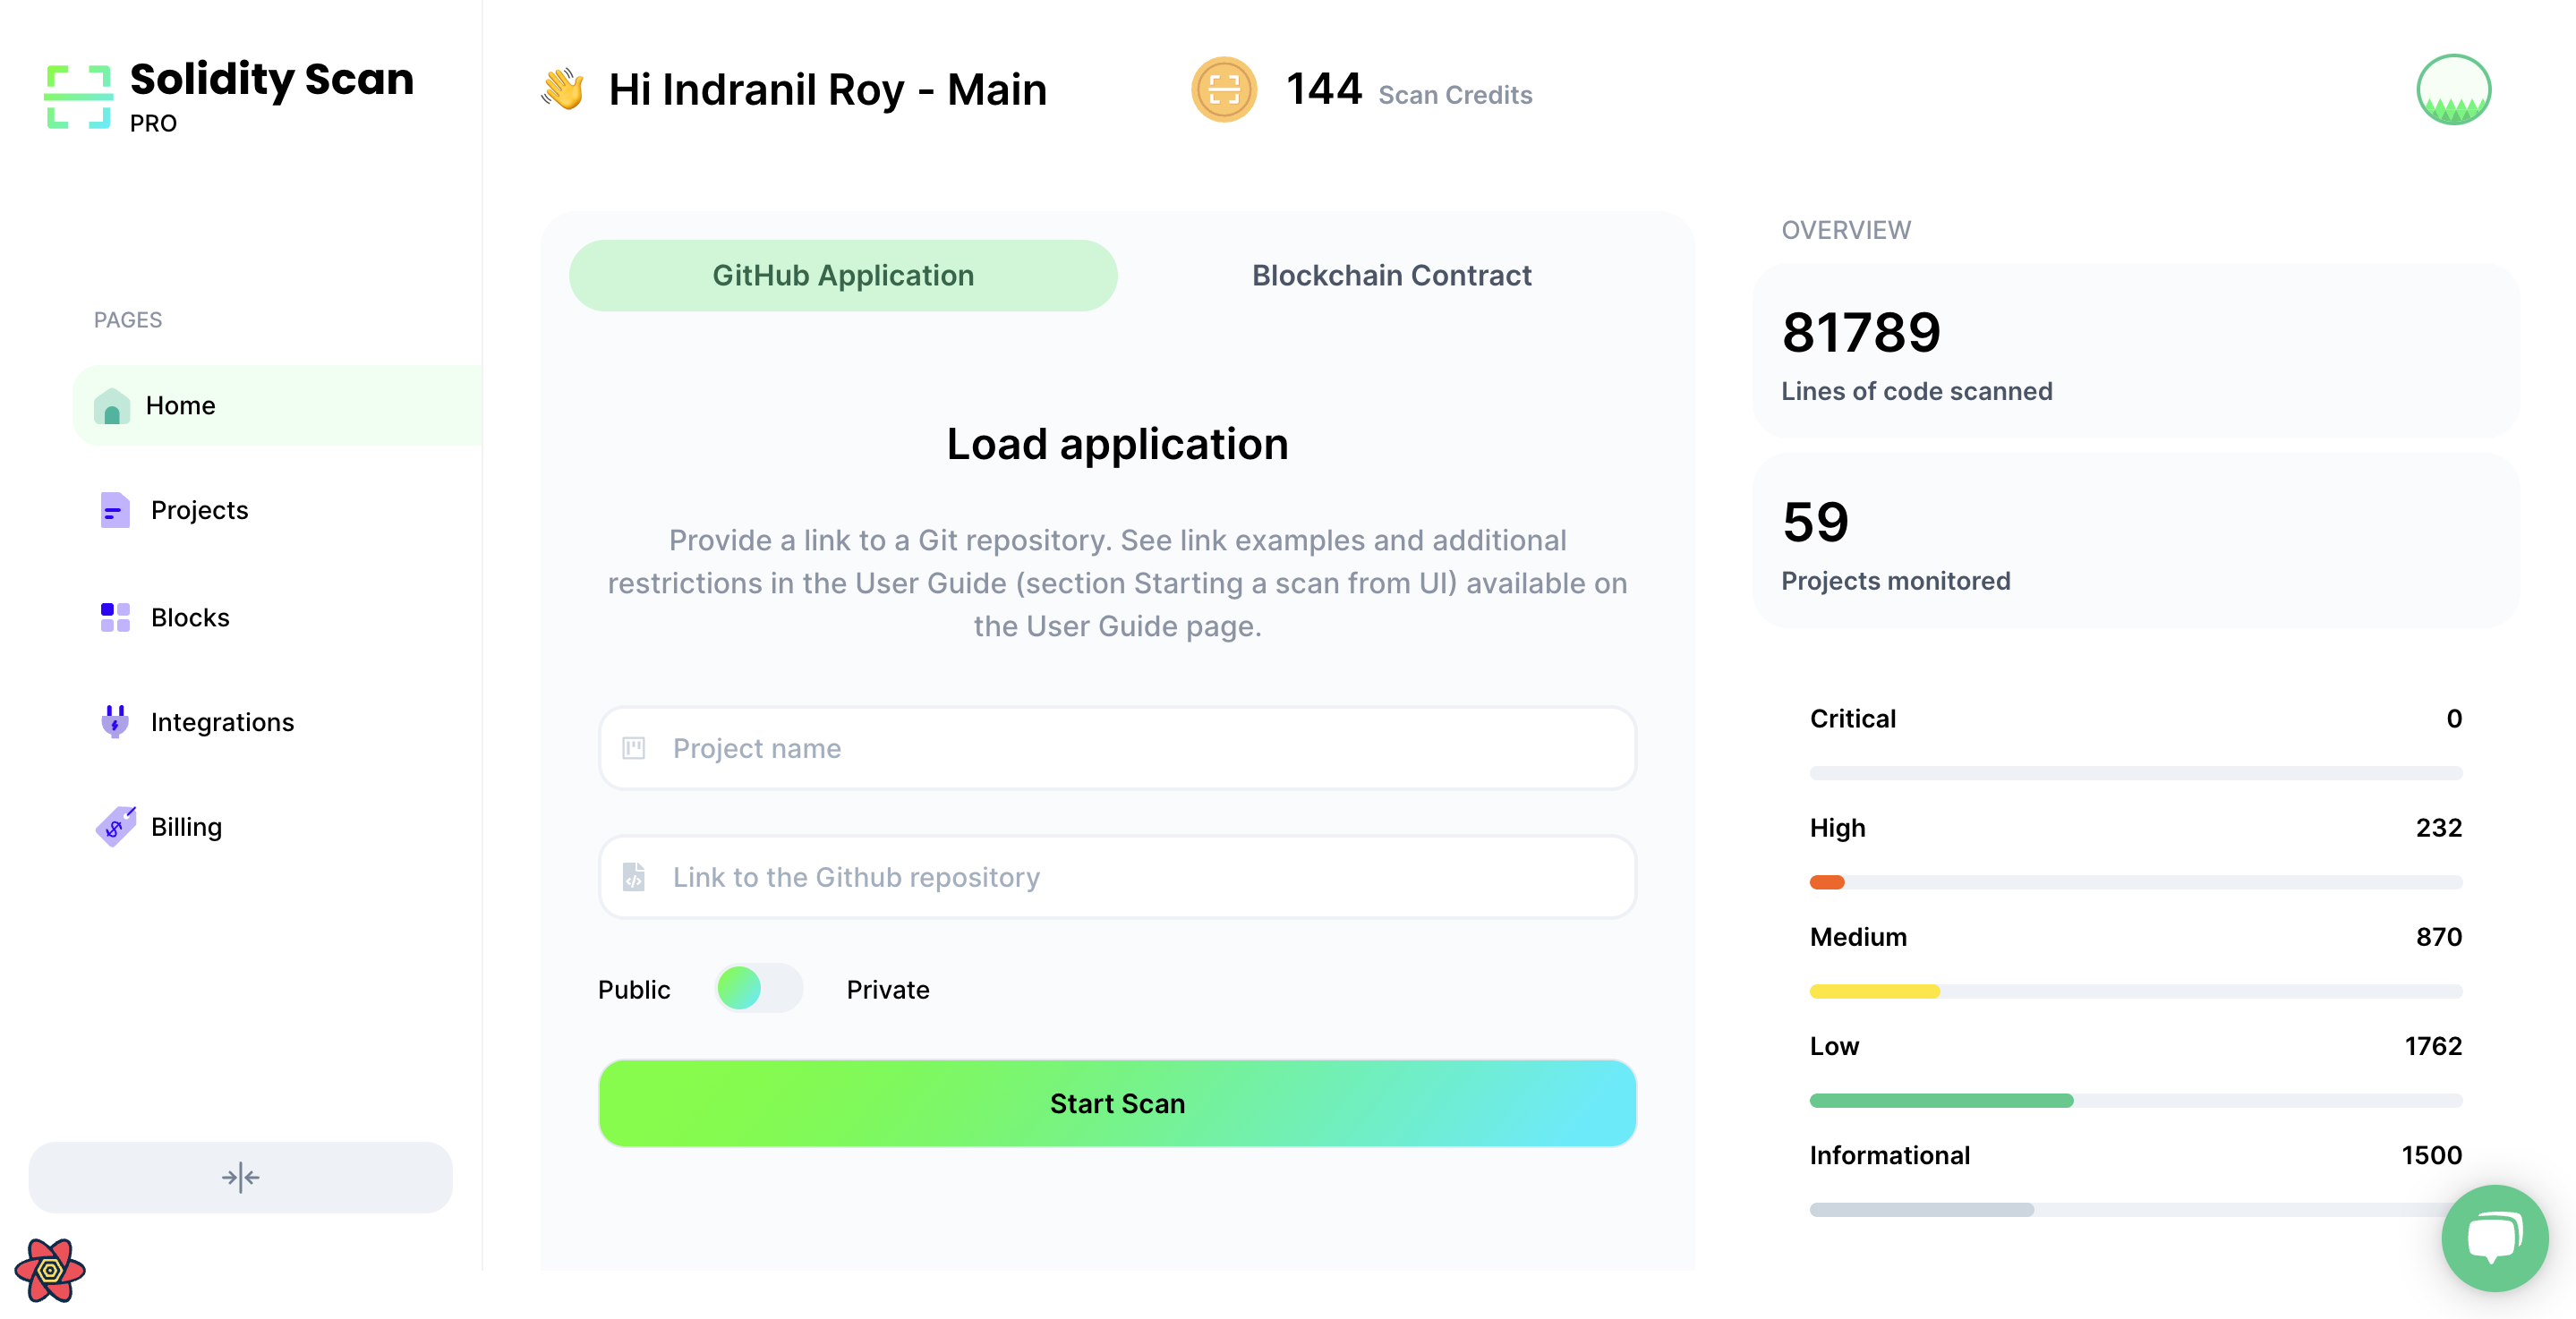 Solidity Scan
PRO
PAGES
Home
Projects
Blocks
Integrations
Billing
Hi Indranil Roy - Main
144 Scan Credits
GitHub Application
Blockchain Contract
Load application
Provide a link to a Git repository. See link examples and additional
restrictions in the User Guide (section Starting a scan from UI) available on
the User Guide page.
Project name
Link to the Github repository
Public
Private
Start Scan
OVERVIEW
81789
Lines of code scanned
59
Projects monitored
Critical 0
High 232
Medium 870
Low 1762
Informational 1500